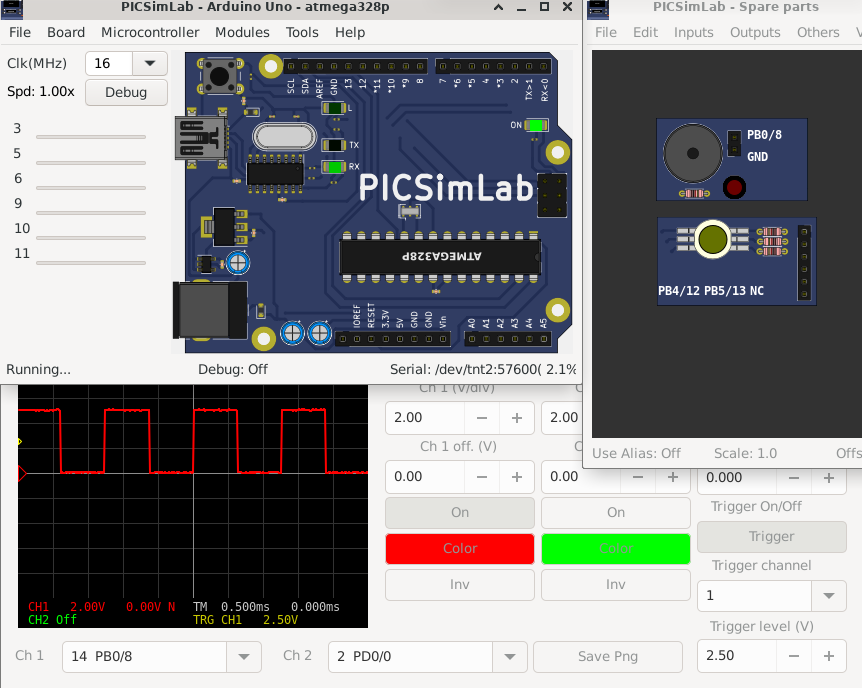 PICSimLab - Arduino Uno - atmega328p
File Board Microcontroller Modules Tools Help
Clk(MHz) 16
Spd: 1.00x Debug
3
5
6
9
10
11
SCL SDA AREF GND 13 12 *11 *10 *9 8 7 *6 *5 4 *3 2 TX>1 RX<0
L
TX
RX
ON
PICSimLab
ATMEGA328P
IOREF RESET 3.3V 5V GND GND Vin A0 A1 A2 A3 A4 A5
Running... Debug: Off Serial: /dev/tnt2:57600( 2.1%
PICSimLab - Spare parts
File Edit Inputs Outputs Others
PB0/8
GND
PB4/12 PB5/13 NC
Use Alias: Off Scale: 1.0 Offs
Ch 1 (V/div)
2.00 − + 2.00
Ch 1 off. (V)
0.00 − + 0.00 − + 0.000 − +
On On
Color Color
Inv Inv
Trigger On/Off
Trigger
Trigger channel
1
Trigger level (V)
2.50 − +
CH1 2.00V 0.00V N TM 0.500ms 0.000ms
CH2 Off TRG CH1 2.50V
Ch 1 14 PB0/8 Ch 2 2 PD0/0 Save Png